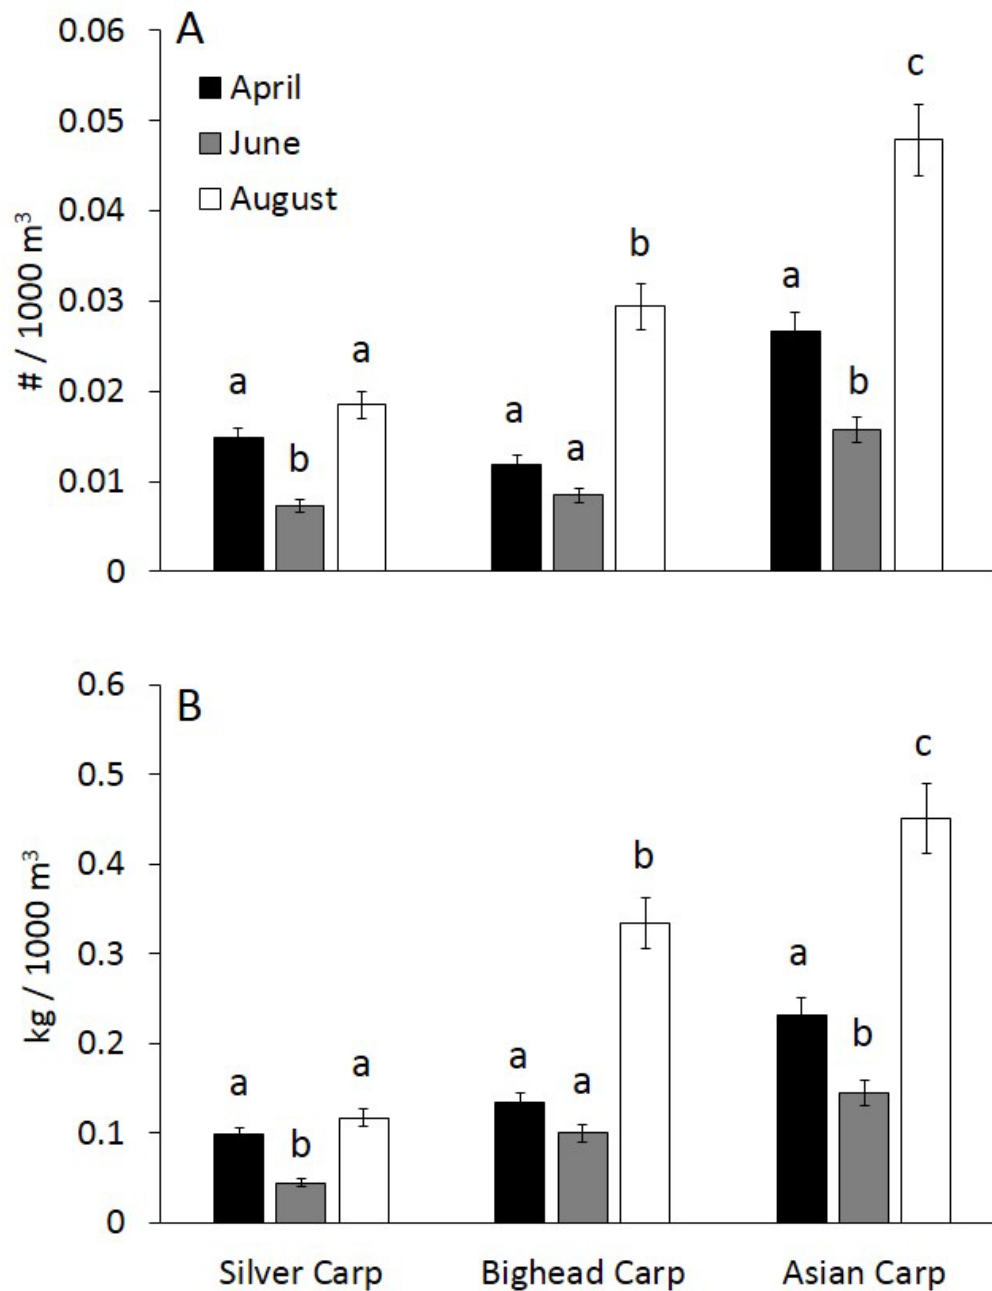 A
0.06
0.05
0.04
0.03
0.02
0.01
0
# / 1000 m³
April
June
August
a
b
a
a
a
b
a
b
c
B
0.6
0.5
0.4
0.3
0.2
0.1
0
kg / 1000 m³
a
b
a
a
a
b
a
b
c
Silver Carp
Bighead Carp
Asian Carp